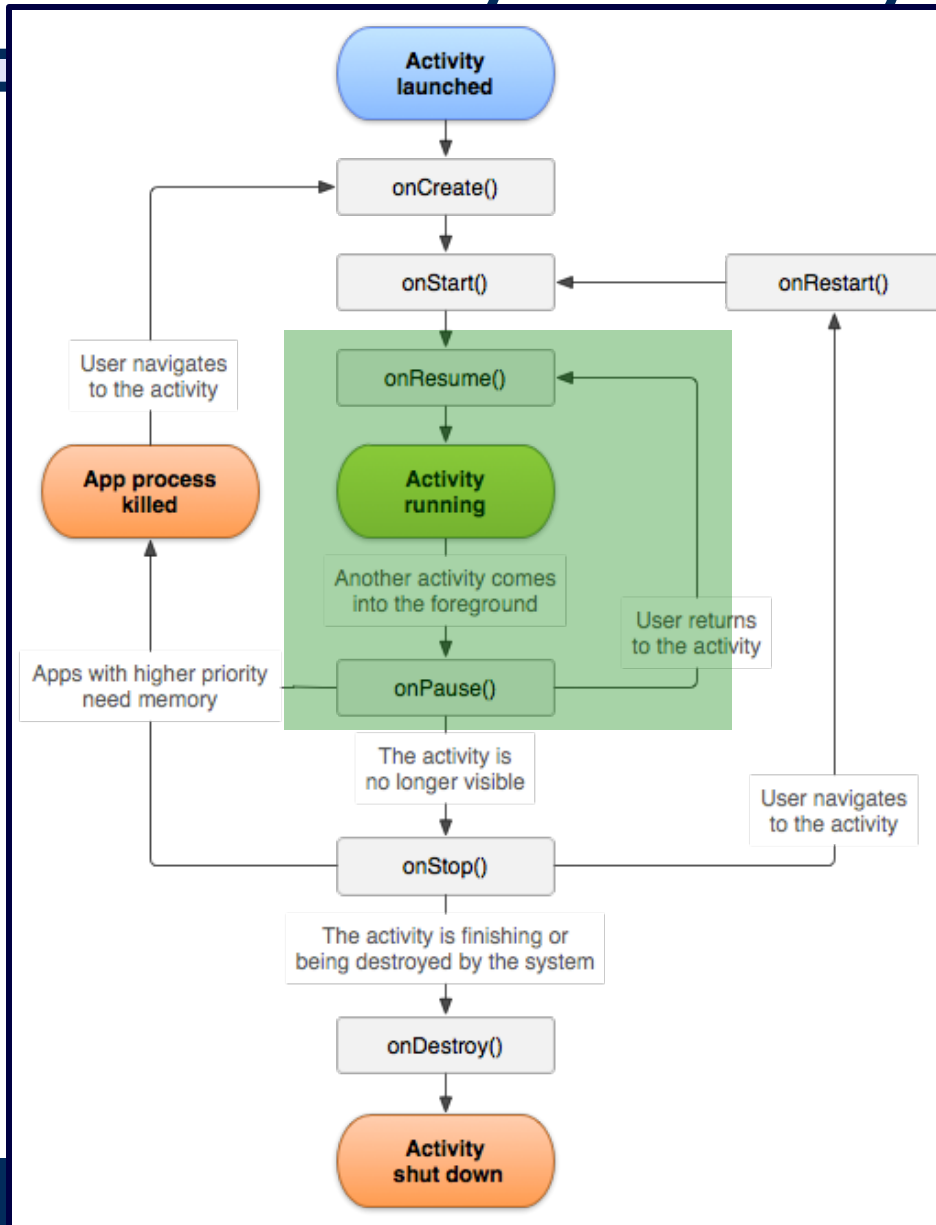 Activity
launched
onCreate()
onStart()
onRestart()
onResume()
User navigates
to the activity
App process
killed
Activity
running
Another activity comes
into the foreground
User returns
to the activity
Apps with higher priority
need memory
onPause()
The activity is
no longer visible
User navigates
to the activity
onStop()
The activity is finishing or
being destroyed by the system
onDestroy()
Activity
shut down